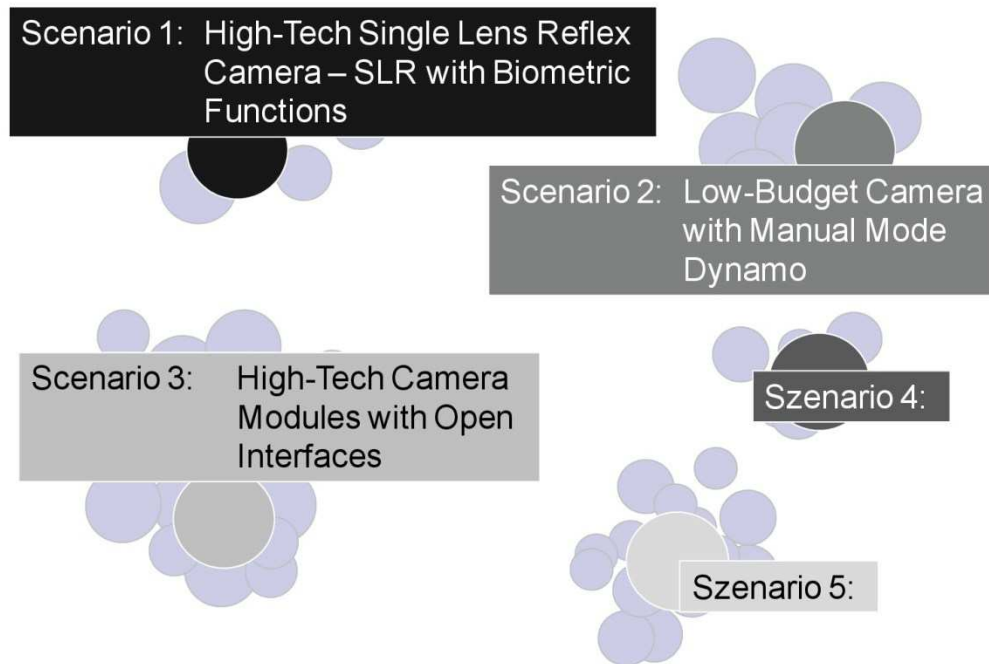 Scenario 1: High-Tech Single Lens Reflex
Camera – SLR with Biometric
Functions
Scenario 2: Low-Budget Camera
with Manual Mode
Dynamo
Scenario 3: High-Tech Camera
Modules with Open
Interfaces
Szenario 4:
Szenario 5: